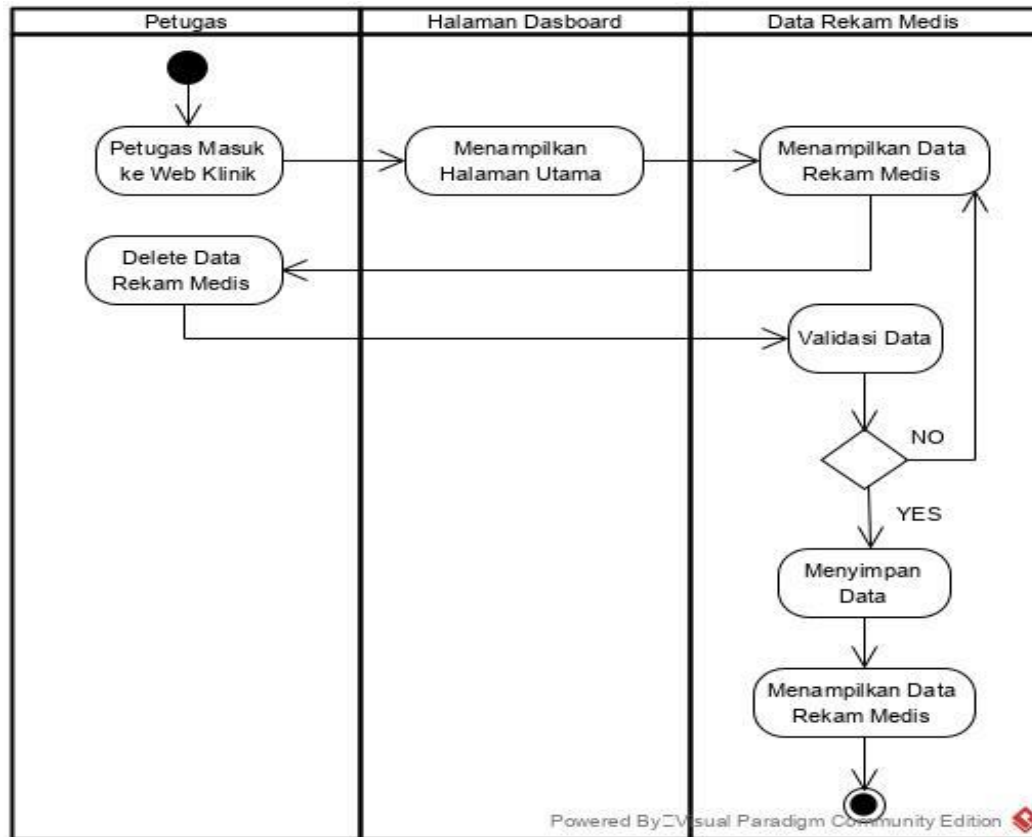 Petugas
Halaman Dasboard
Data Rekam Medis
Petugas Masuk
ke Web Klinik
Menampilkan
Halaman Utama
Menampilkan Data
Rekam Medis
Delete Data
Rekam Medis
Validasi Data
NO
YES
Menyimpan
Data
Menampilkan Data
Rekam Medis
Powered By Visual Paradigm Community Edition